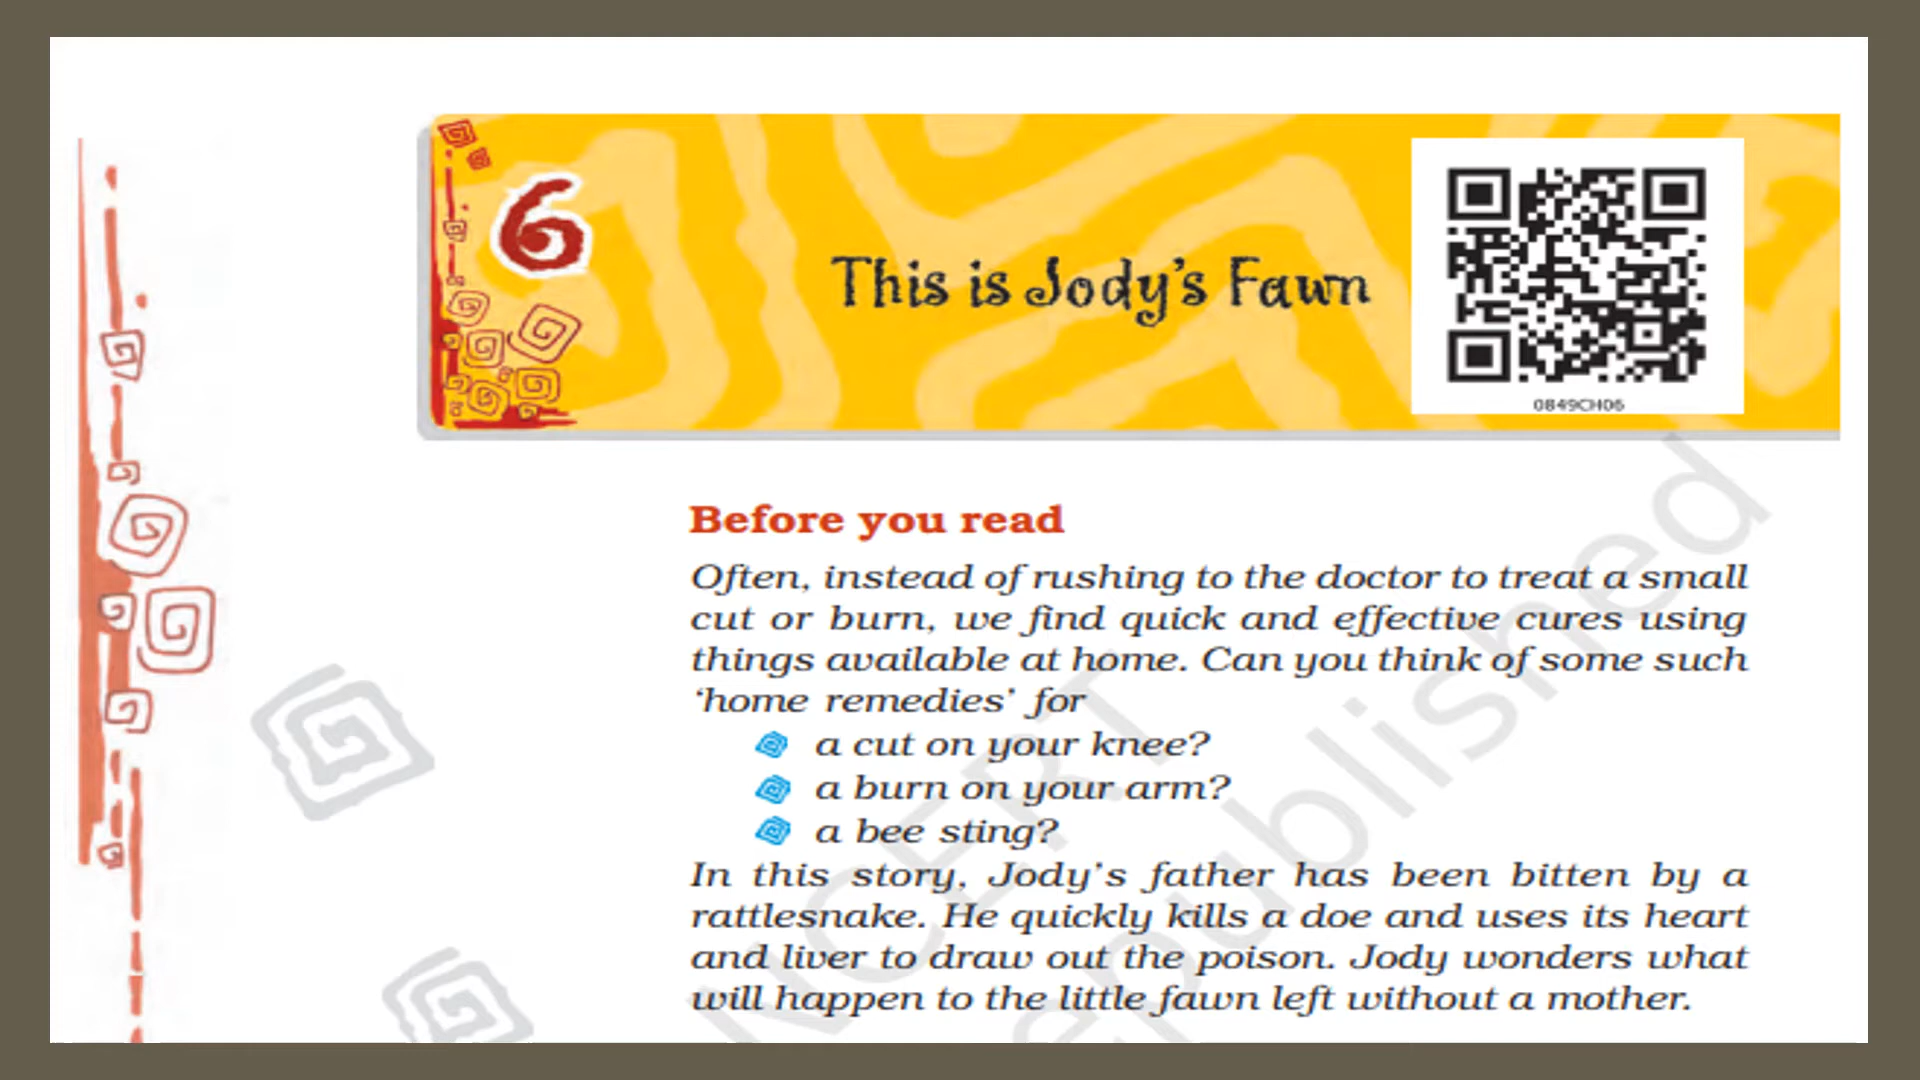 6
This is Jody's Fawn
0849CH06
Before you read
Often, instead of rushing to the doctor to treat a small
cut or burn, we find quick and effective cures using
things available at home. Can you think of some such
‘home remedies’ for
a cut on your knee?
a burn on your arm?
a bee sting?
In this story, Jody’s father has been bitten by a
rattlesnake. He quickly kills a doe and uses its heart
and liver to draw out the poison. Jody wonders what
will happen to the little fawn left without a mother.
NCERT
republished